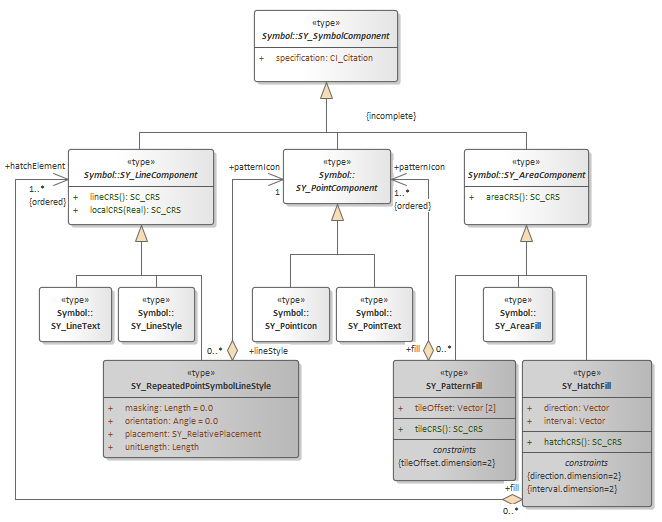 «type»
Symbol::SY_SymbolComponent
+ specification: CI_Citation
{incomplete}
+hatchElement
1..*
{ordered}
«type»
Symbol::SY_LineComponent
+ lineCRS(): SC_CRS
+ localCRS(Real): SC_CRS
+patternIcon
1
«type»
Symbol::
SY_PointComponent
+patternIcon
1..*
{ordered}
«type»
Symbol::SY_AreaComponent
+ areaCRS(): SC_CRS
«type»
Symbol::
SY_LineText
«type»
Symbol::
SY_LineStyle
«type»
Symbol::
SY_PointIcon
«type»
Symbol::
SY_PointText
«type»
Symbol::
SY_AreaFill
0..*
+lineStyle
+fill
0..*
«type»
SY_RepeatedPointSymbolLineStyle
+ masking: Length = 0.0
+ orientation: Angle = 0.0
+ placement: SY_RelativePlacement
+ unitLength: Length
«type»
SY_PatternFill
+ tileOffset: Vector [2]
+ tileCRS(): SC_CRS
constraints
{tileOffset.dimension=2}
«type»
SY_HatchFill
+ direction: Vector
+ interval: Vector
+ hatchCRS(): SC_CRS
constraints
{direction.dimension=2}
{interval.dimension=2}
+fill
0..*